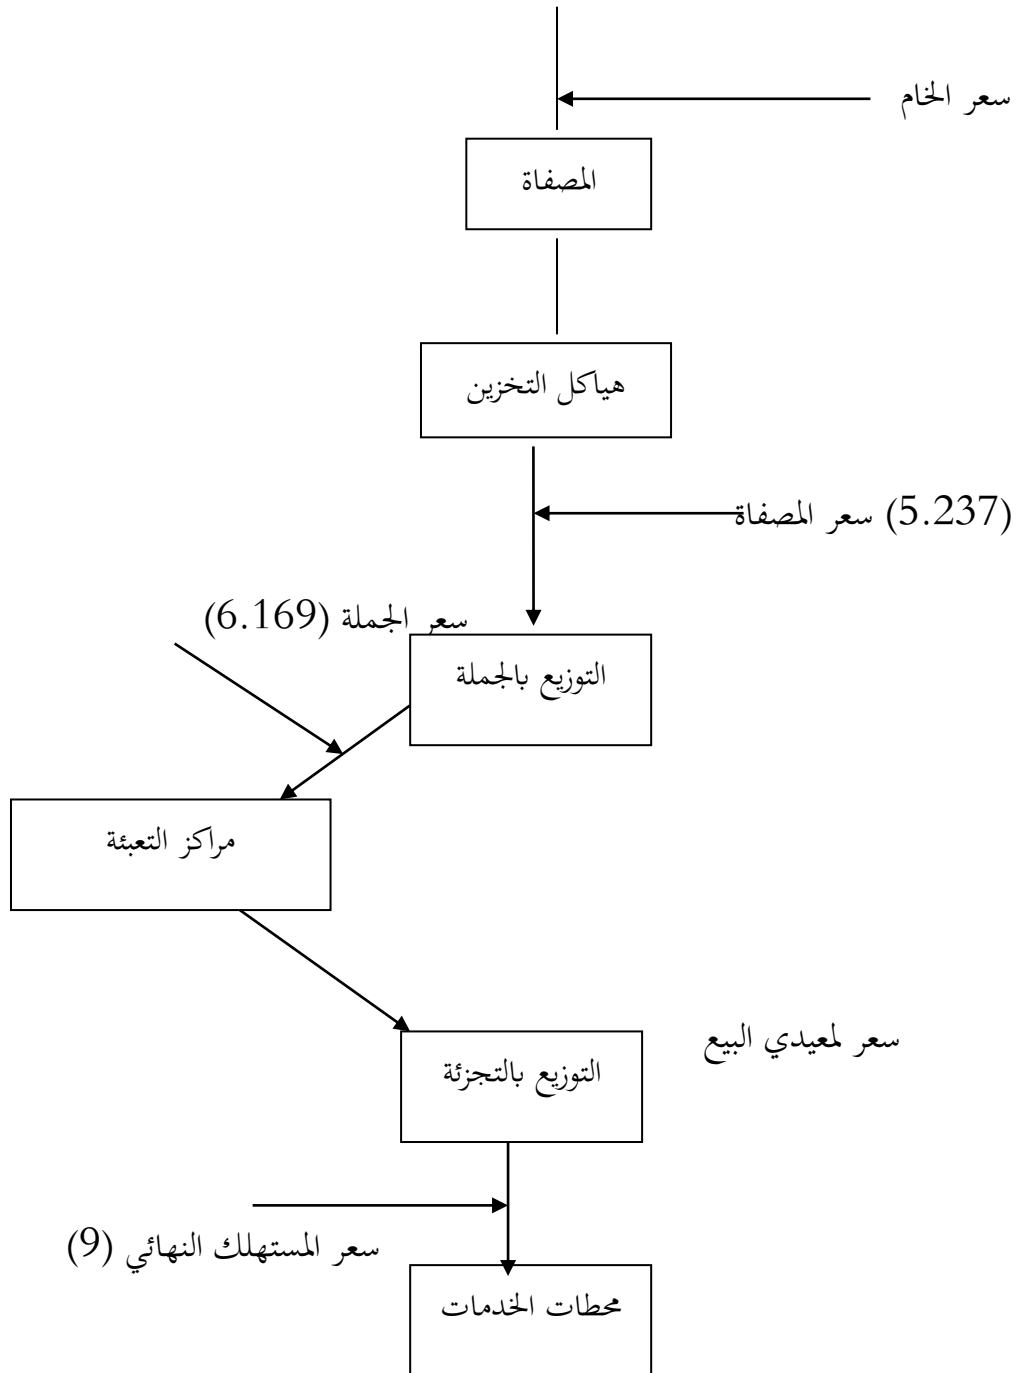 سعر الخام
المصفاة
هياكل التخزين
(5.237) سعر المصفاة
سعر الجملة (6.169)
التوزيع بالجملة
مراكز التعبئة
سعر لمعيدي البيع
التوزيع بالتجزئة
سعر المستهلك النهائي (9)
محطات الخدمات